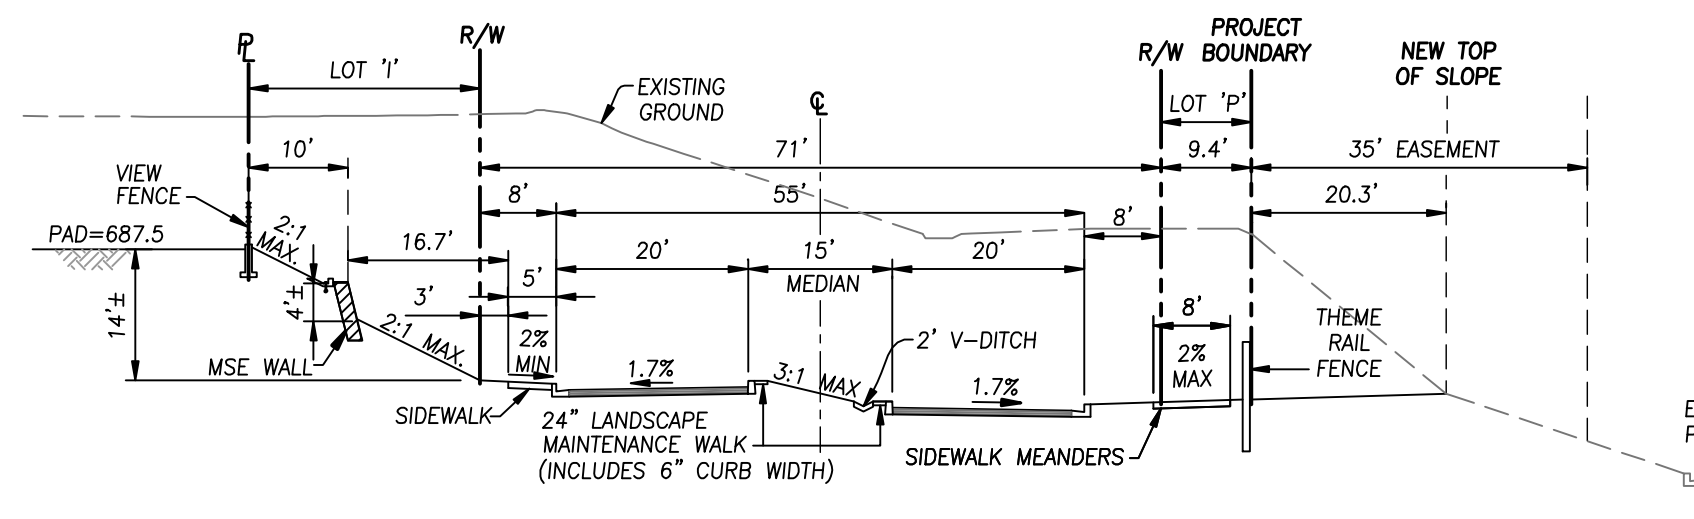 PL
R/W
LOT 'I'
EXISTING
GROUND
CL
R/W
PROJECT
BOUNDARY
NEW TOP
OF SLOPE
LOT 'P'
10'
71'
9.4'
35' EASEMENT
VIEW
FENCE
8'
55'
20.3'
8'
PAD=687.5
2:1
MAX.
16.7'
20'
15'
20'
MEDIAN
5'
3'
14'±
4'±
2:1
MAX.
8'
2%
MAX
THEME
RAIL
FENCE
2%
MIN
2' V-DITCH
MSE WALL
1.7%
3:1
MAX
1.7%
SIDEWALK
24" LANDSCAPE
MAINTENANCE WALK
(INCLUDES 6" CURB WIDTH)
SIDEWALK MEANDERS